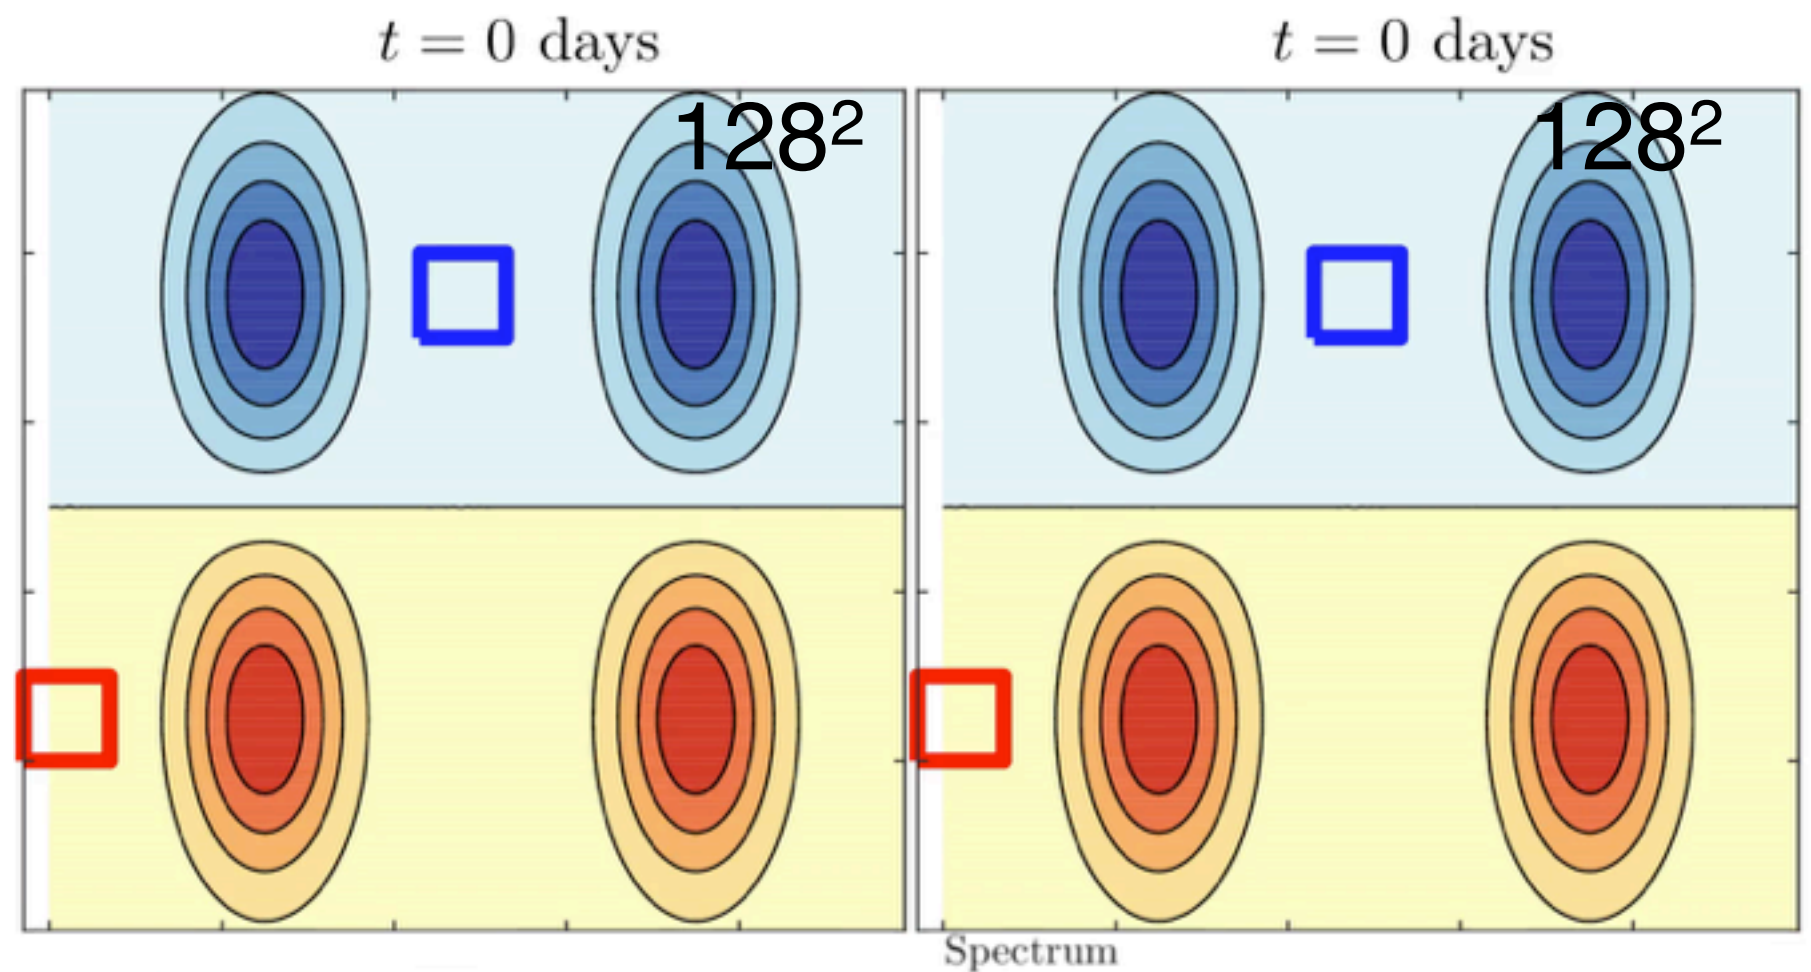 t = 0 days
t = 0 days
128²
128²
Spectrum